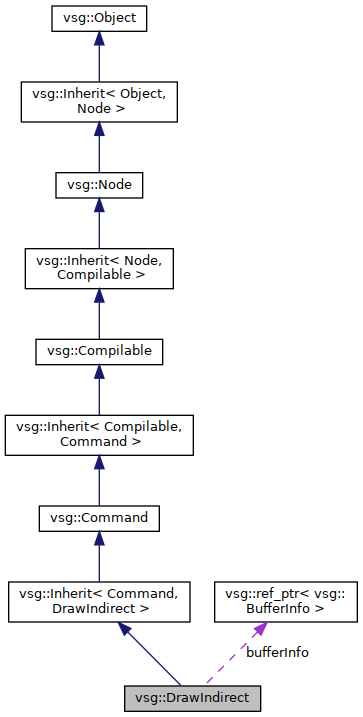 vsg::Object
vsg::Inherit< Object,
Node >
vsg::Node
vsg::Inherit< Node,
Compilable >
vsg::Compilable
vsg::Inherit< Compilable,
Command >
vsg::Command
vsg::Inherit< Command,
DrawIndirect >
vsg::ref_ptr< vsg::
BufferInfo >
bufferInfo
vsg::DrawIndirect